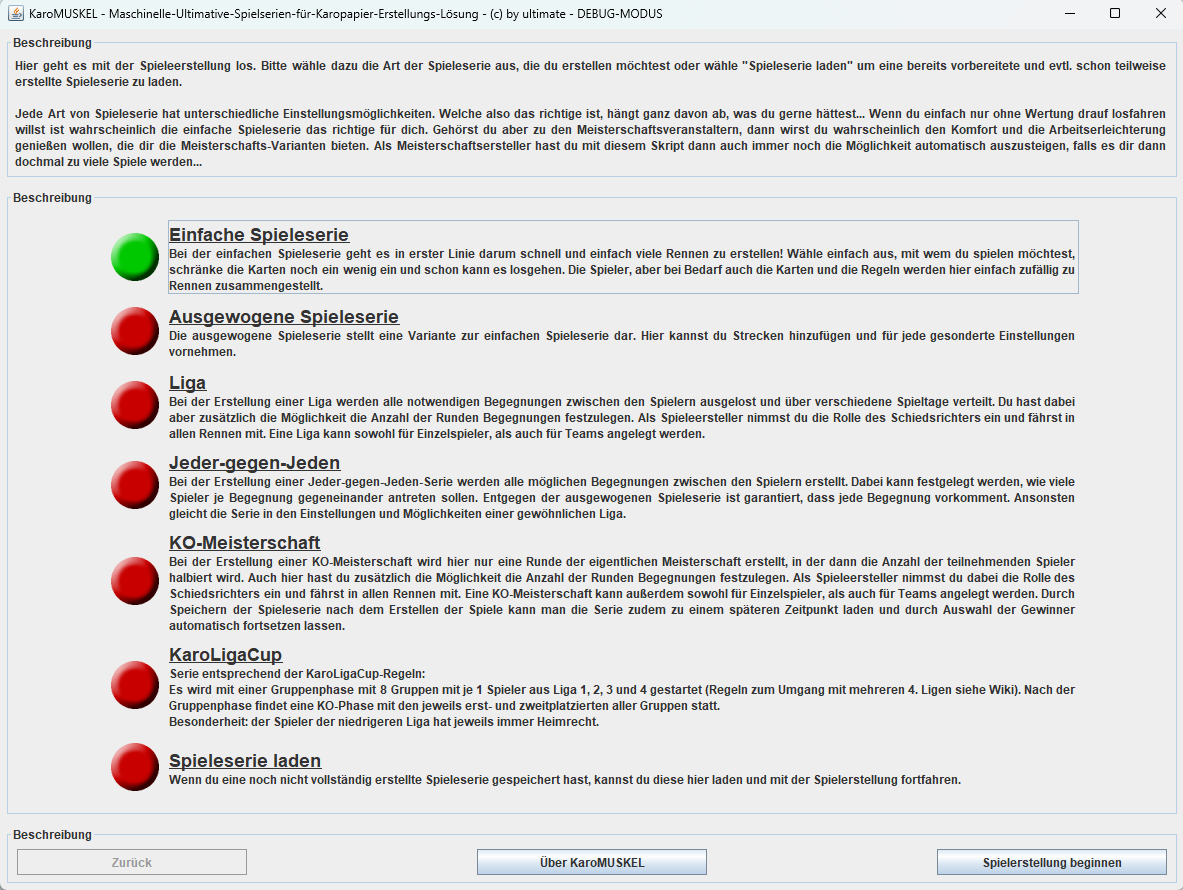 KaroMUSKEL - Maschinelle-Ultimative-Spielserien-für-Karopapier-Erstellungs-Lösung - (c) by ultimate - DEBUG-MODUS
Beschreibung
Hier geht es mit der Spieleerstellung los. Bitte wähle dazu die Art der Spieleserie aus, die du erstellen möchtest oder wähle "Spieleserie laden" um eine bereits vorbereitete und evtl. schon teilweise
erstellte Spieleserie zu laden.
Jede Art von Spieleserie hat unterschiedliche Einstellungsmöglichkeiten. Welche also das richtige ist, hängt ganz davon ab, was du gerne hättest... Wenn du einfach nur ohne Wertung drauf losfahren
willst ist wahrscheinlich die einfache Spieleserie das richtige für dich. Gehörst du aber zu den Meisterschaftsveranstaltern, dann wirst du wahrscheinlich den Komfort und die Arbeitserleichterung
genießen wollen, die dir die Meisterschafts-Varianten bieten. Als Meisterschaftsersteller hast du mit diesem Skript dann auch immer noch die Möglichkeit automatisch auszusteigen, falls es dir dann
dochmal zu viele Spiele werden...
Beschreibung
Einfache Spieleserie
Bei der einfachen Spieleserie geht es in erster Linie darum schnell und einfach viele Rennen zu erstellen! Wähle einfach aus, mit wem du spielen möchtest,
schränke die Karten noch ein wenig ein und schon kann es losgehen. Die Spieler, aber bei Bedarf auch die Karten und die Regeln werden hier einfach zufällig zu
Rennen zusammengestellt.
Ausgewogene Spieleserie
Die ausgewogene Spieleserie stellt eine Variante zur einfachen Spieleserie dar. Hier kannst du Strecken hinzufügen und für jede gesonderte Einstellungen
vornehmen.
Liga
Bei der Erstellung einer Liga werden alle notwendigen Begegnungen zwischen den Spielern ausgelost und über verschiedene Spieltage verteilt. Du hast dabei
aber zusätzlich die Möglichkeit die Anzahl der Runden Begegnungen festzulegen. Als Spieleersteller nimmst du die Rolle des Schiedsrichters ein und fährst in
allen Rennen mit. Eine Liga kann sowohl für Einzelspieler, als auch für Teams angelegt werden.
Jeder-gegen-Jeden
Bei der Erstellung einer Jeder-gegen-Jeden-Serie werden alle möglichen Begegnungen zwischen den Spielern erstellt. Dabei kann festgelegt werden, wie viele
Spieler je Begegnung gegeneinander antreten sollen. Entgegen der ausgewogenen Spieleserie ist garantiert, dass jede Begegnung vorkommt. Ansonsten
gleicht die Serie in den Einstellungen und Möglichkeiten einer gewöhnlichen Liga.
KO-Meisterschaft
Bei der Erstellung einer KO-Meisterschaft wird hier nur eine Runde der eigentlichen Meisterschaft erstellt, in der dann die Anzahl der teilnehmenden Spieler
halbiert wird. Auch hier hast du zusätzlich die Möglichkeit die Anzahl der Runden Begegnungen festzulegen. Als Spieleersteller nimmst du dabei die Rolle des
Schiedsrichters ein und fährst in allen Rennen mit. Eine KO-Meisterschaft kann außerdem sowohl für Einzelspieler, als auch für Teams angelegt werden. Durch
Speichern der Spieleserie nach dem Erstellen der Spiele kann man die Serie zudem zu einem späteren Zeitpunkt laden und durch Auswahl der Gewinner
automatisch fortsetzen lassen.
KaroLigaCup
Serie entsprechend der KaroLigaCup-Regeln:
Es wird mit einer Gruppenphase mit 8 Gruppen mit je 1 Spieler aus Liga 1, 2, 3 und 4 gestartet (Regeln zum Umgang mit mehreren 4. Ligen siehe Wiki). Nach der
Gruppenphase findet eine KO-Phase mit den jeweils erst- und zweitplatzierten aller Gruppen statt.
Besonderheit: der Spieler der niedrigeren Liga hat jeweils immer Heimrecht.
Spieleserie laden
Wenn du eine noch nicht vollständig erstellte Spieleserie gespeichert hast, kannst du diese hier laden und mit der Spielerstellung fortfahren.
Beschreibung
Zurück
Über KaroMUSKEL
Spielerstellung beginnen